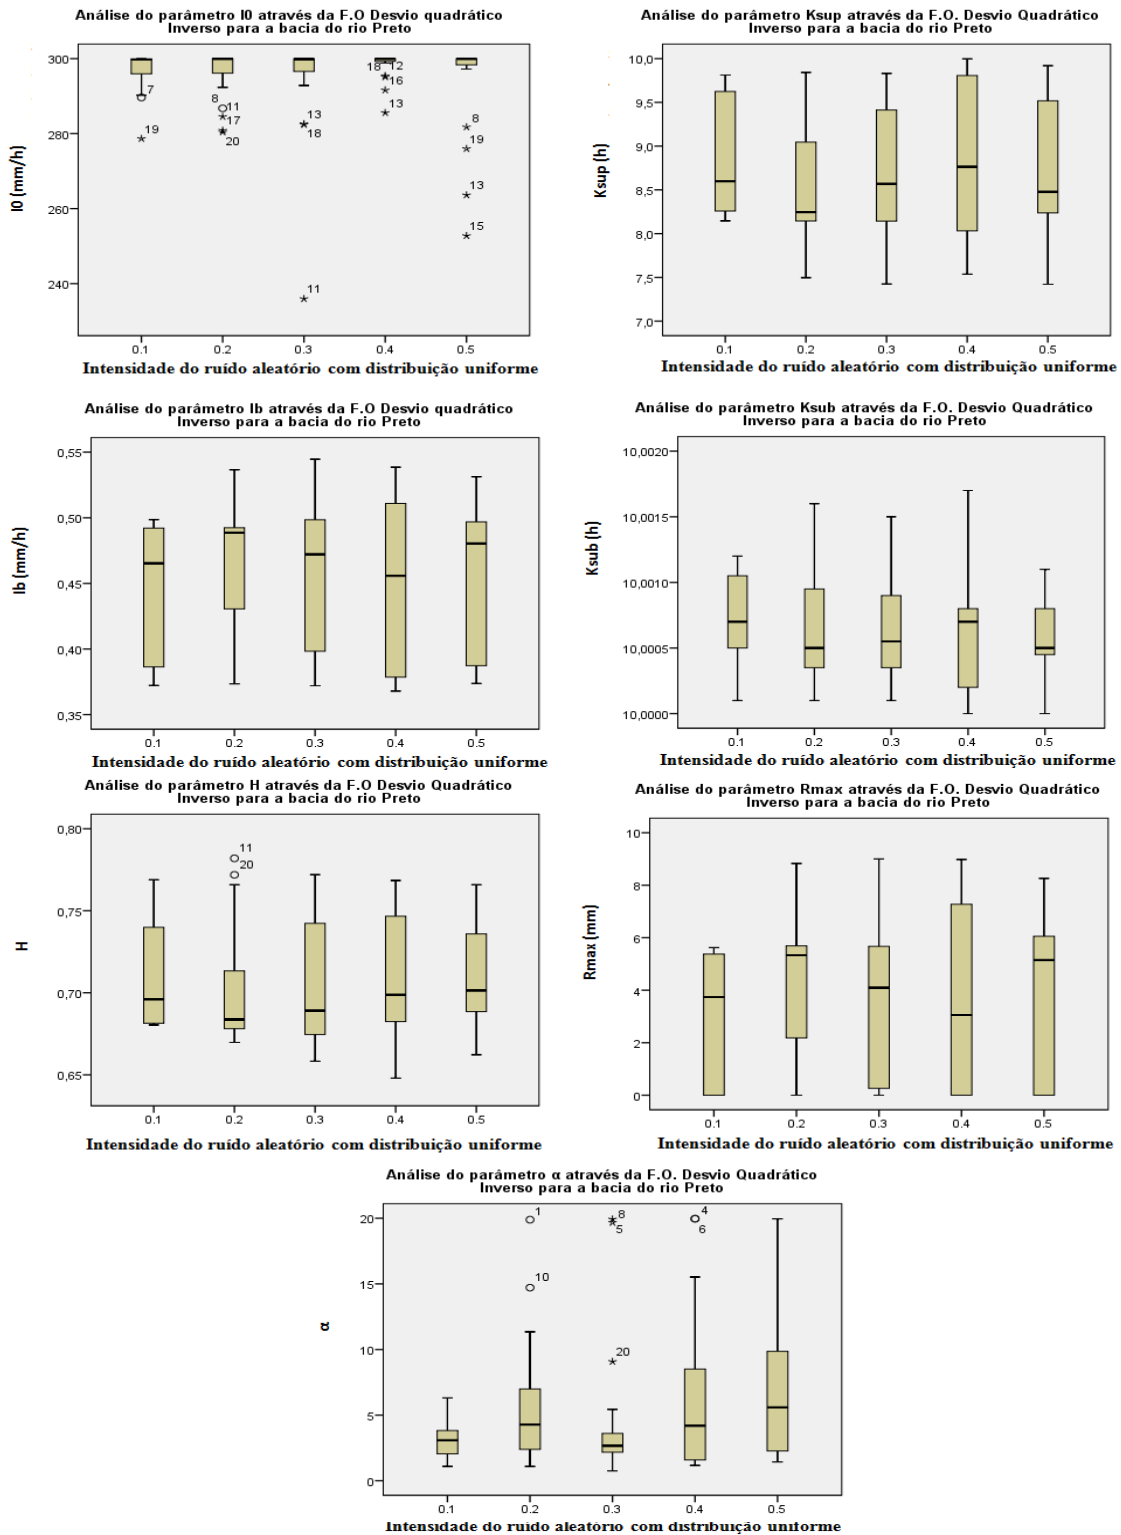 Análise do parâmetro I0 através da F.O Desvio quadrático
Inverso para a bacia do rio Preto
I0 (mm/h)
300
280
260
240
7
19
8
11
17
20
13
18
11
18
12
16
13
8
19
13
15
0.1 0.2 0.3 0.4 0.5
Intensidade do ruído aleatório com distribuição uniforme
Análise do parâmetro Ksup através da F.O. Desvio Quadrático
Inverso para a bacia do rio Preto
Ksup (h)
10,0
9,5
9,0
8,5
8,0
7,5
7,0
0.1 0.2 0.3 0.4 0.5
Intensidade do ruído aleatório com distribuição uniforme
Análise do parâmetro Ib através da F.O Desvio quadrático
Inverso para a bacia do rio Preto
Ib (mm/h)
0,55
0,50
0,45
0,40
0,35
0.1 0.2 0.3 0.4 0.5
Intensidade do ruído aleatório com distribuição uniforme
Análise do parâmetro Ksub através da F.O. Desvio Quadrático
Inverso para a bacia do rio Preto
Ksub (h)
10,0020
10,0015
10,0010
10,0005
10,0000
0.1 0.2 0.3 0.4 0.5
Intensidade do ruído aleatório com distribuição uniforme
Análise do parâmetro H através da F.O Desvio Quadrático
Inverso para a bacia do rio Preto
H
0,80
0,75
0,70
0,65
11
20
0.1 0.2 0.3 0.4 0.5
Intensidade do ruído aleatório com distribuição uniforme
Análise do parâmetro Rmax através da F.O. Desvio Quadrático
Inverso para a bacia do rio Preto
Rmax (mm)
10
8
6
4
2
0
0.1 0.2 0.3 0.4 0.5
Intensidade do ruído aleatório com distribuição uniforme
Análise do parâmetro α através da F.O. Desvio Quadrático
Inverso para a bacia do rio Preto
α
20
15
10
5
0
1
10
8
5
20
4
6
0.1 0.2 0.3 0.4 0.5
Intensidade do ruído aleatório com distribuição uniforme